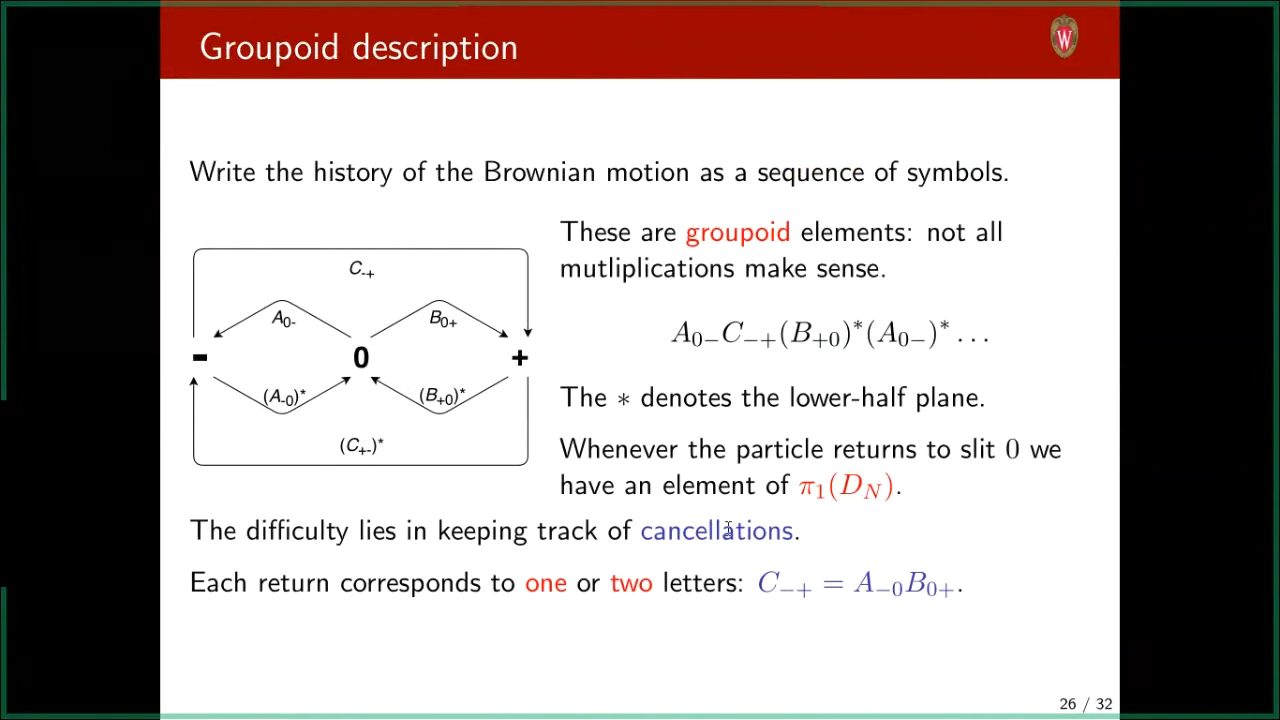 Groupoid description
W
Write the history of the Brownian motion as a sequence of symbols.
These are groupoid elements: not all
mutliplications make sense.
C-+
A0-
B0+
- 0 +
(A-0)*
(B+0)*
(C+-)*
A₀₋C₋₊(B₊₀)*(A₀₋)* . . .
The * denotes the lower-half plane.
Whenever the particle returns to slit 0 we
have an element of π₁(D_N).
The difficulty lies in keeping track of cancellations.
Each return corresponds to one or two letters: C₋₊ = A₋₀B₀₊.
26 / 32